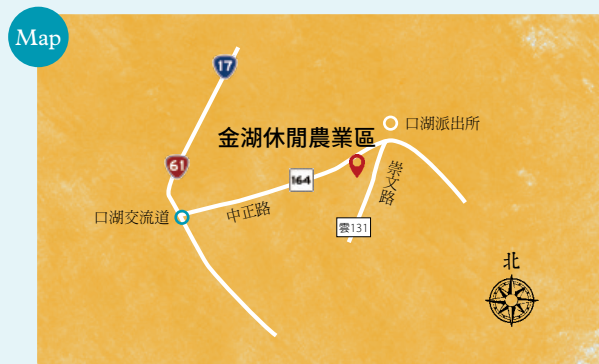 Map
17
金湖休閒農業區
口湖派出所
61
164
崇文路
口湖交流道
中正路
雲131
北